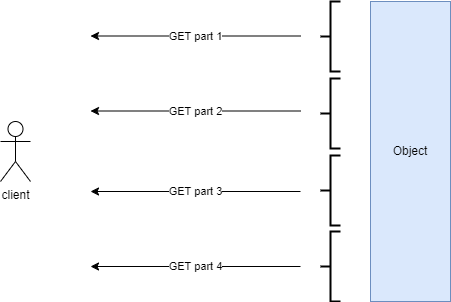 GET part 1
GET part 2
Object
GET part 3
client
GET part 4